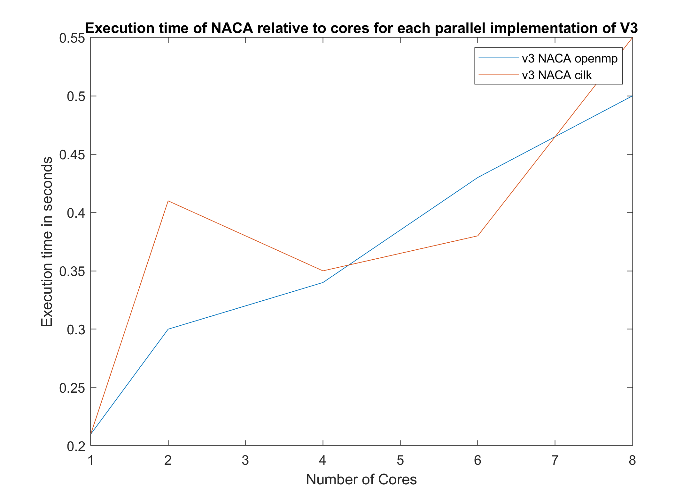 Execution time of NACA relative to cores for each parallel implementation of V3
0.55
v3 NACA openmp
v3 NACA cilk
0.5
0.45
0.4
0.35
0.3
0.25
0.2
Execution time in seconds
1 2 3 4 5 6 7 8
Number of Cores